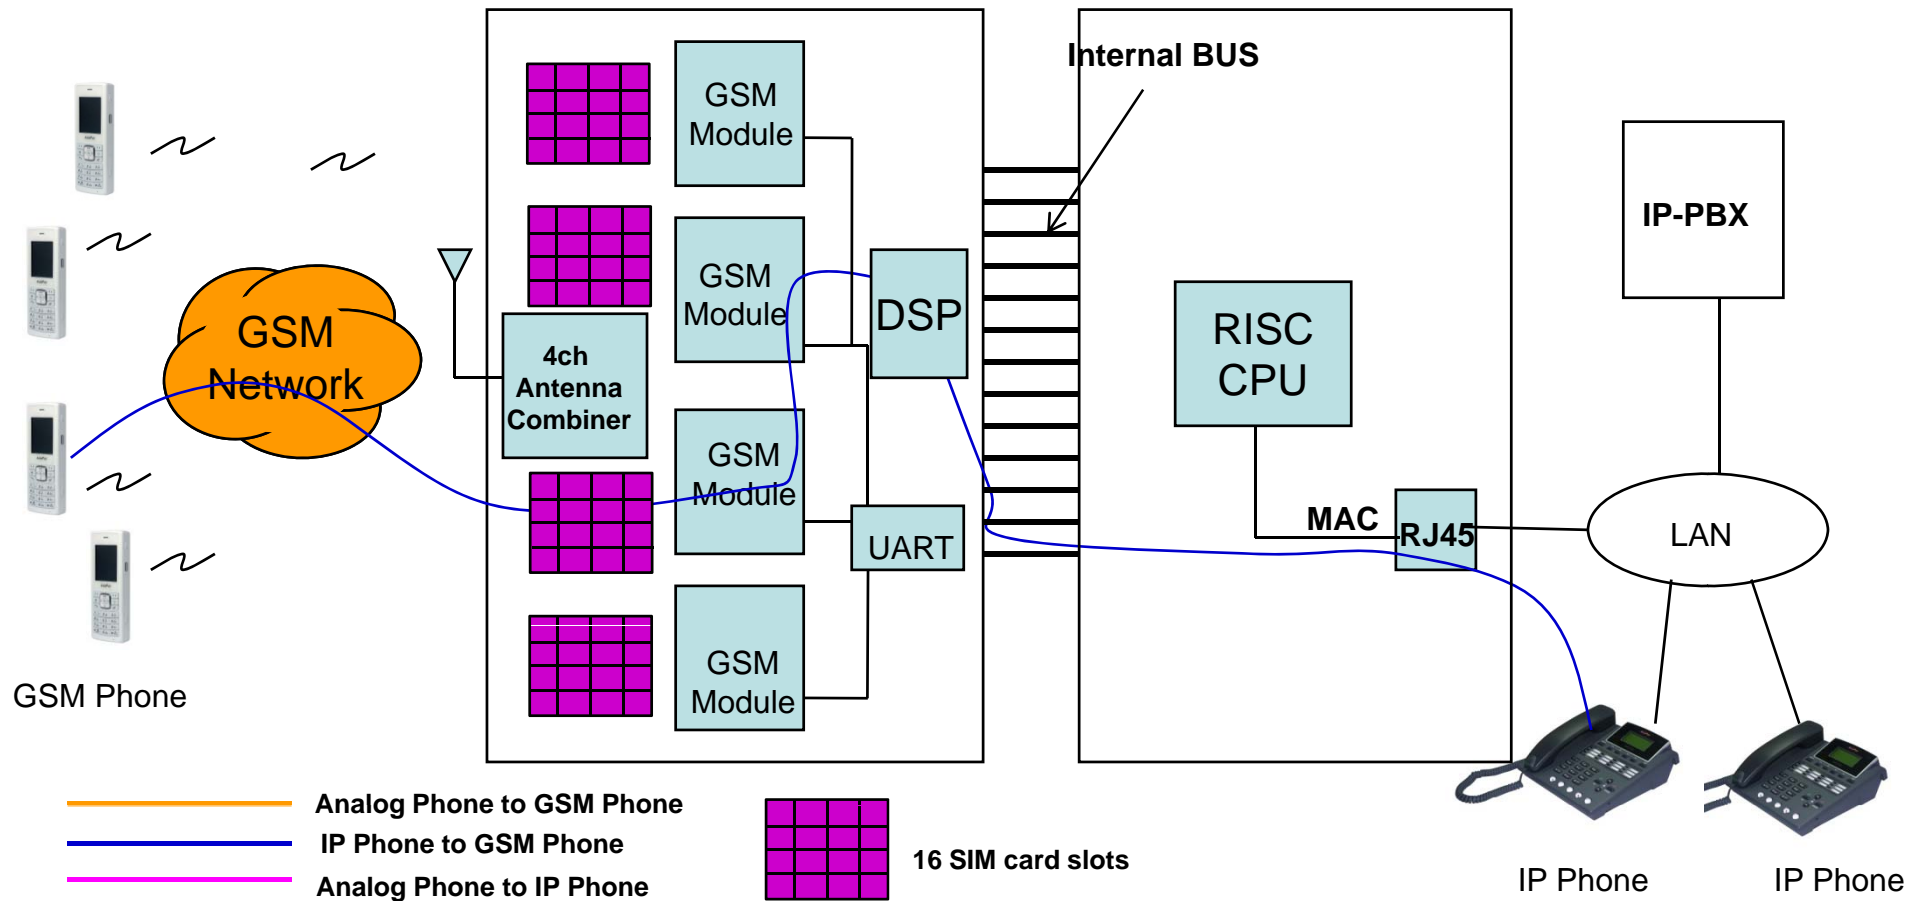 Internal BUS
GSM
Module
GSM
Module
GSM
Module
GSM
Module
GSM
Network
4ch
Antenna
Combiner
DSP
UART
RISC
CPU
MAC
RJ45
IP-PBX
LAN
GSM Phone
IP Phone
IP Phone
Analog Phone to GSM Phone
IP Phone to GSM Phone
Analog Phone to IP Phone
16 SIM card slots